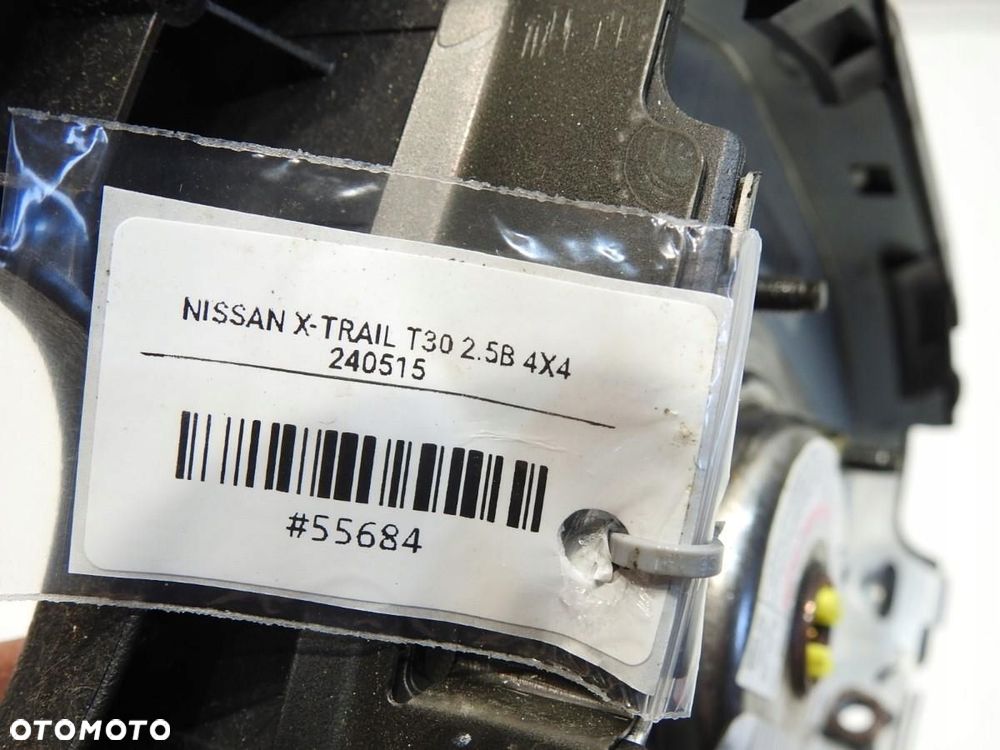 NISSAN X-TRAIL T30 2.5B 4X4
240515
#55684
OTOMOTO